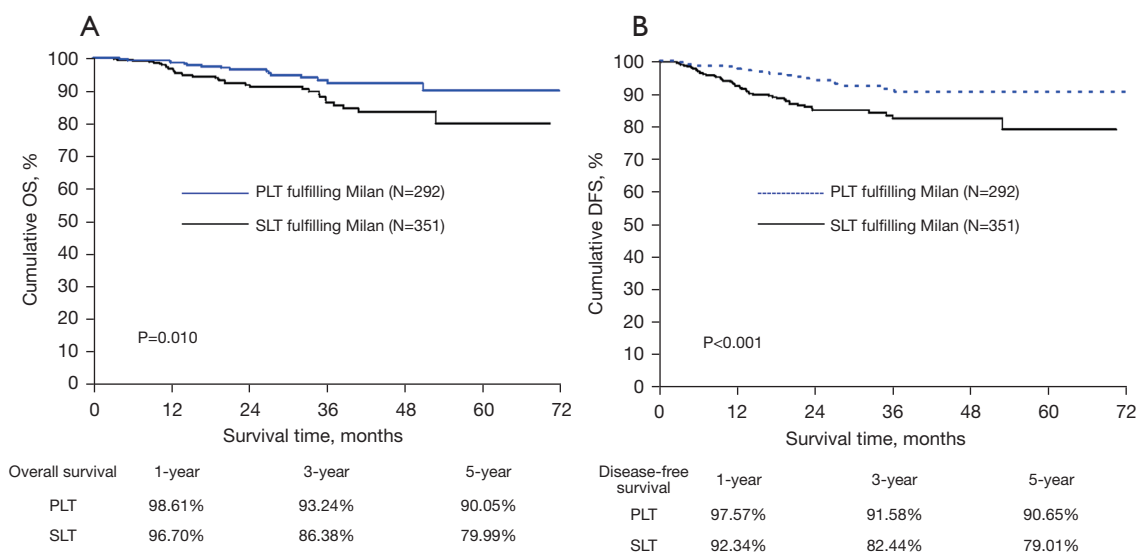 A
100
90
80
70
60
50
40
30
20
10
0
Cumulative OS, %
PLT fulfilling Milan (N=292)
SLT fulfilling Milan (N=351)
P=0.010
0 12 24 36 48 60 72
Survival time, months
Overall survival 1-year 3-year 5-year
PLT 98.61% 93.24% 90.05%
SLT 96.70% 86.38% 79.99%
B
100
90
80
70
60
50
40
30
20
10
0
Cumulative DFS, %
PLT fulfilling Milan (N=292)
SLT fulfilling Milan (N=351)
P<0.001
0 12 24 36 48 60 72
Survival time, months
Disease-free
survival
1-year 3-year 5-year
PLT 97.57% 91.58% 90.65%
SLT 92.34% 82.44% 79.01%